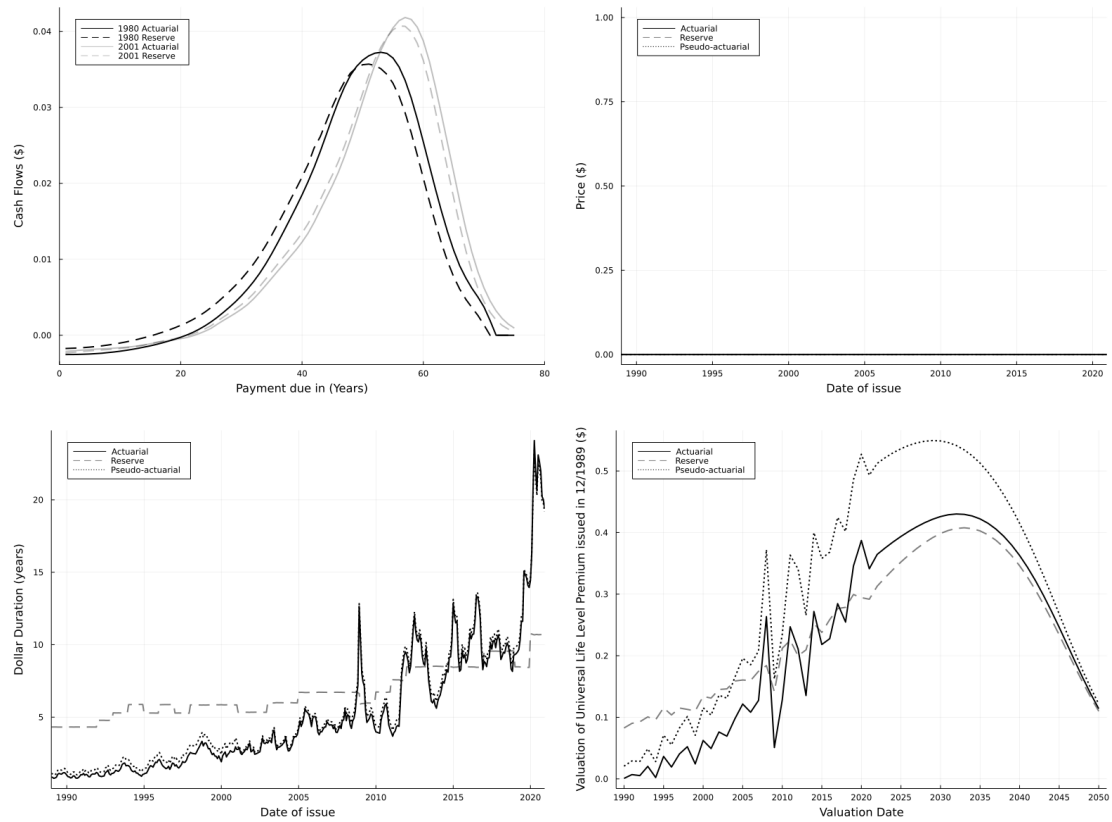 Cash Flows ($)
0.04
0.03
0.02
0.01
0.00
1980 Actuarial
1980 Reserve
2001 Actuarial
2001 Reserve
0 20 40 60 80
Payment due in (Years)
Price ($)
1.00
0.75
0.50
0.25
0.00
Actuarial
Reserve
Pseudo-actuarial
1990 1995 2000 2005 2010 2015 2020
Date of issue
Dollar Duration (years)
20
15
10
5
Actuarial
Reserve
Pseudo-actuarial
1990 1995 2000 2005 2010 2015 2020
Date of issue
Valuation of Universal Life Level Premium issued in 12/1989 ($)
0.5
0.4
0.3
0.2
0.1
0.0
Actuarial
Reserve
Pseudo-actuarial
1990 1995 2000 2005 2010 2015 2020 2025 2030 2035 2040 2045 2050
Valuation Date